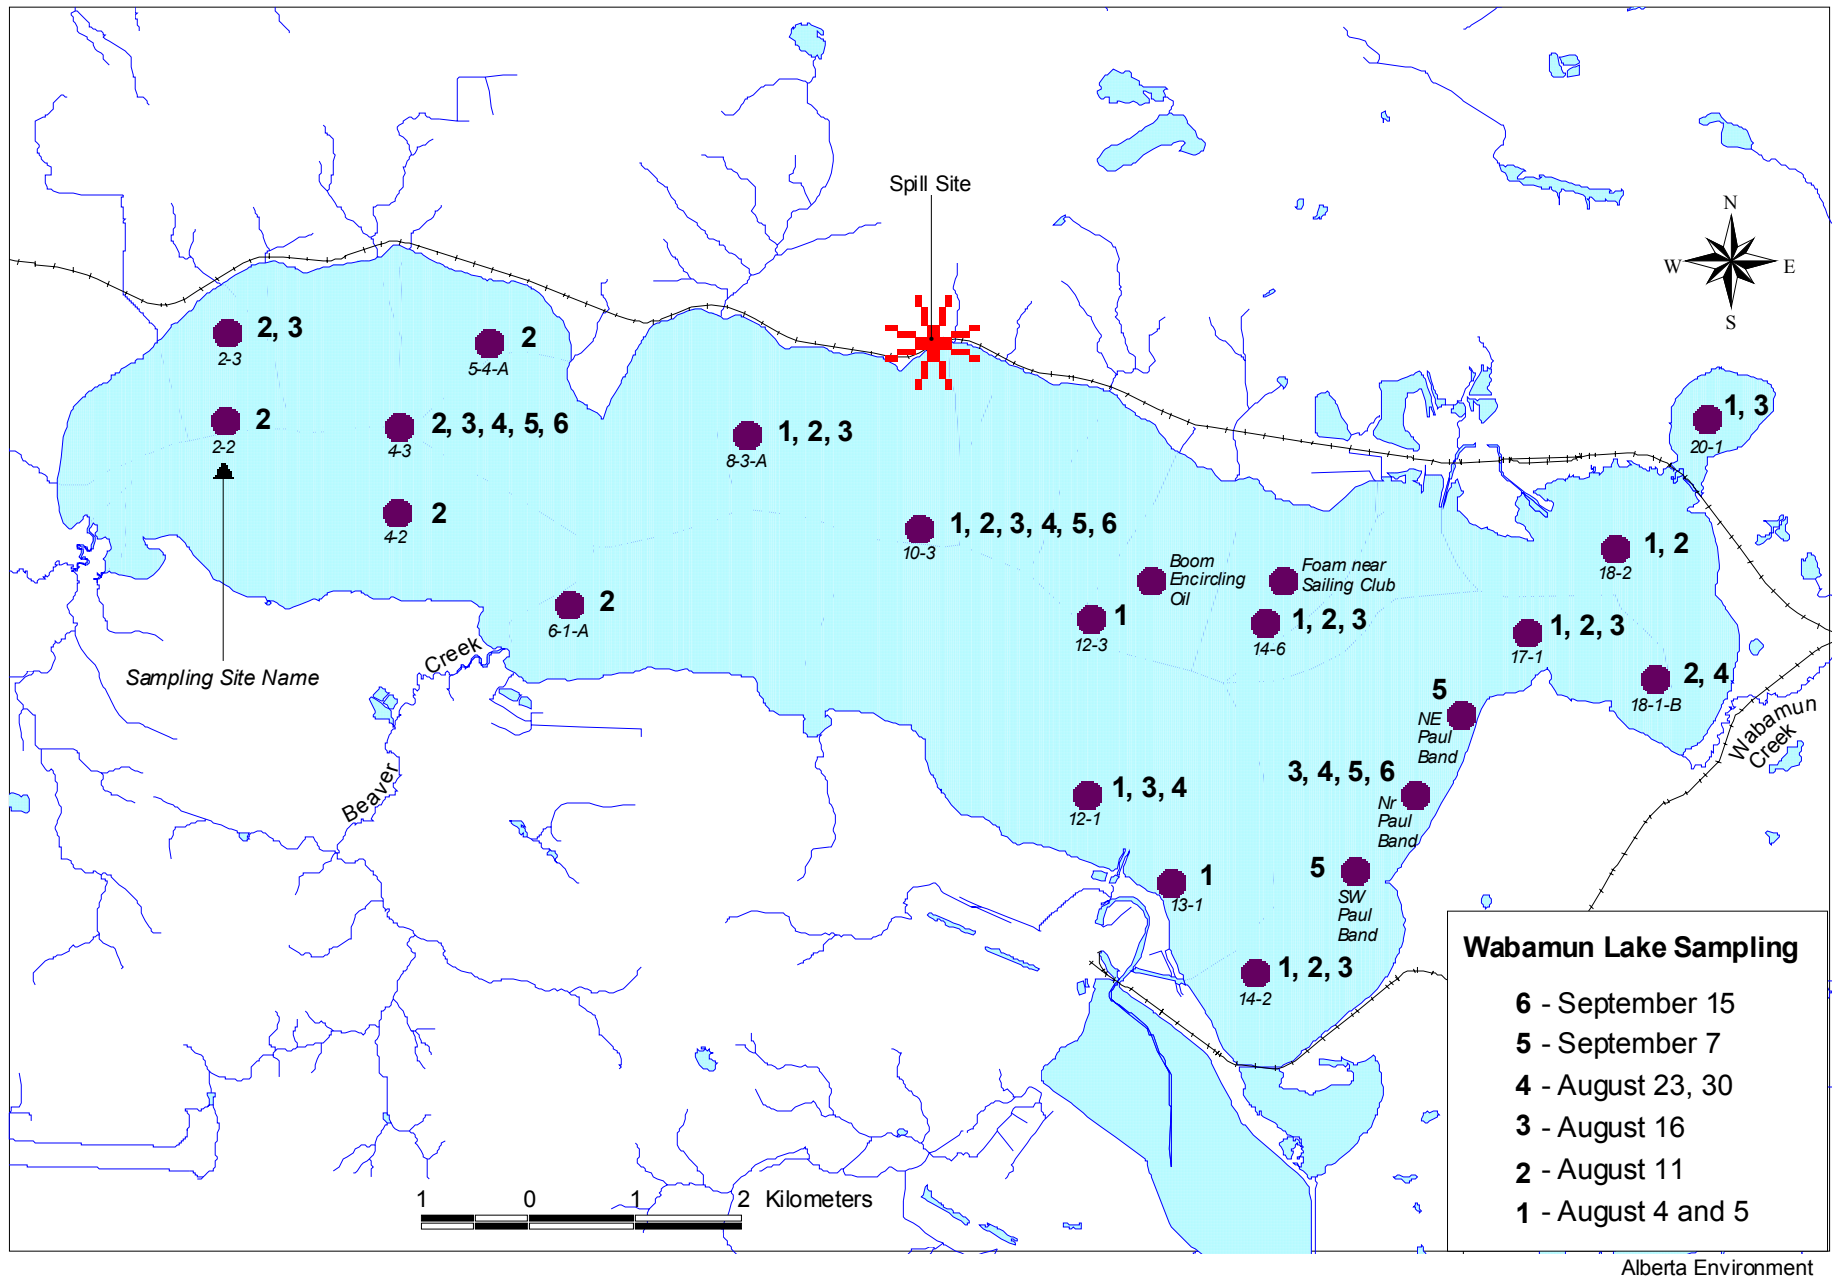 Spill Site
N
W
E
S
2, 3
2-3
2
5-4-A
2
2-2
2, 3, 4, 5, 6
4-3
1, 2, 3
8-3-A
1, 3
20-1
2
4-2
1, 2, 3, 4, 5, 6
10-3
1, 2
18-2
Boom
Encircling
Oil
Foam near
Sailing Club
2
6-1-A
1
12-3
1, 2, 3
14-6
1, 2, 3
17-1
2, 4
18-1-B
Sampling Site Name
Beaver
Creek
Wabamun
Creek
5
NE
Paul
Band
3, 4, 5, 6
Nr
Paul
Band
1, 3, 4
12-1
1
13-1
5
SW
Paul
Band
1, 2, 3
14-2
Wabamun Lake Sampling
6 - September 15
5 - September 7
4 - August 23, 30
3 - August 16
2 - August 11
1 - August 4 and 5
1 0 1 2 Kilometers
Alberta Environment